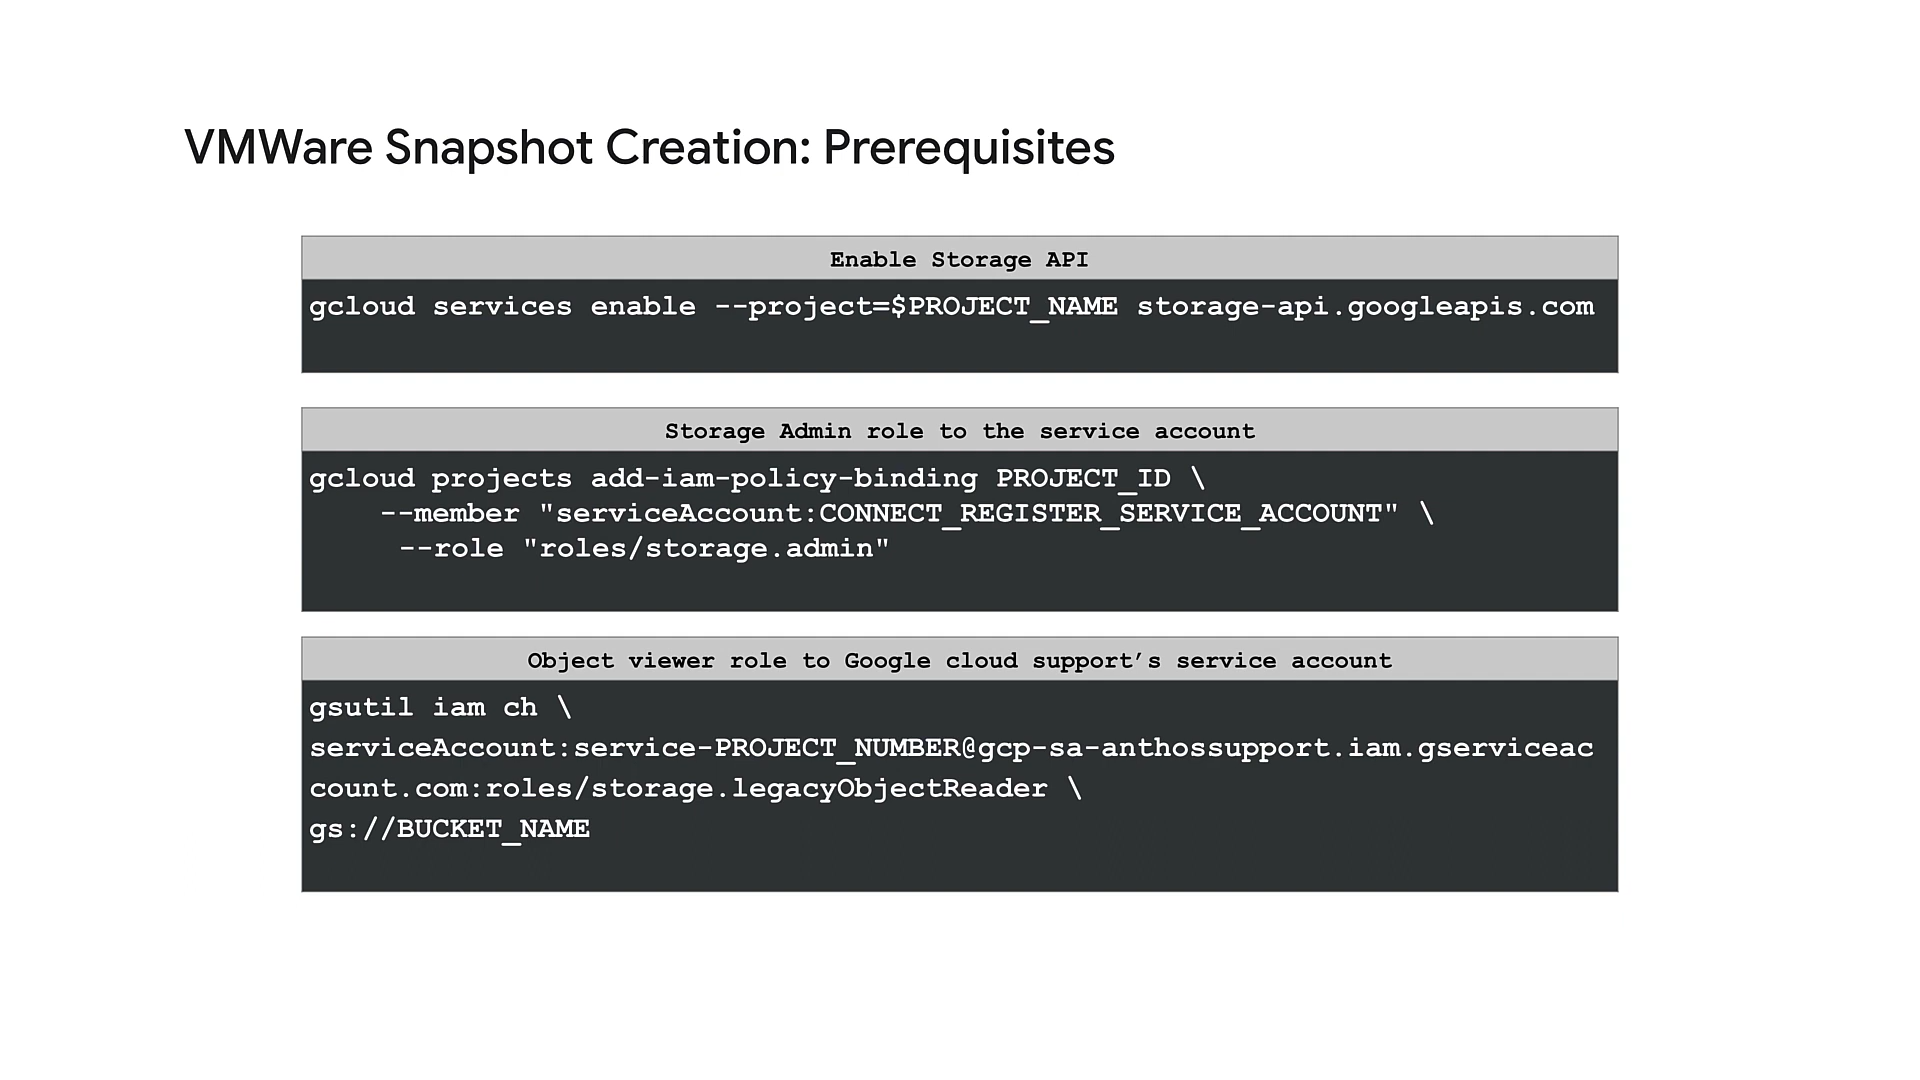 VMWare Snapshot Creation: Prerequisites
Enable Storage API
gcloud services enable --project=$PROJECT_NAME storage-api.googleapis.com
Storage Admin role to the service account
gcloud projects add-iam-policy-binding PROJECT_ID \
--member "serviceAccount:CONNECT_REGISTER_SERVICE_ACCOUNT" \
--role "roles/storage.admin"
Object viewer role to Google cloud support’s service account
gsutil iam ch \
serviceAccount:service-PROJECT_NUMBER@gcp-sa-anthossupport.iam.gserviceac
count.com:roles/storage.legacyObjectReader \
gs://BUCKET_NAME